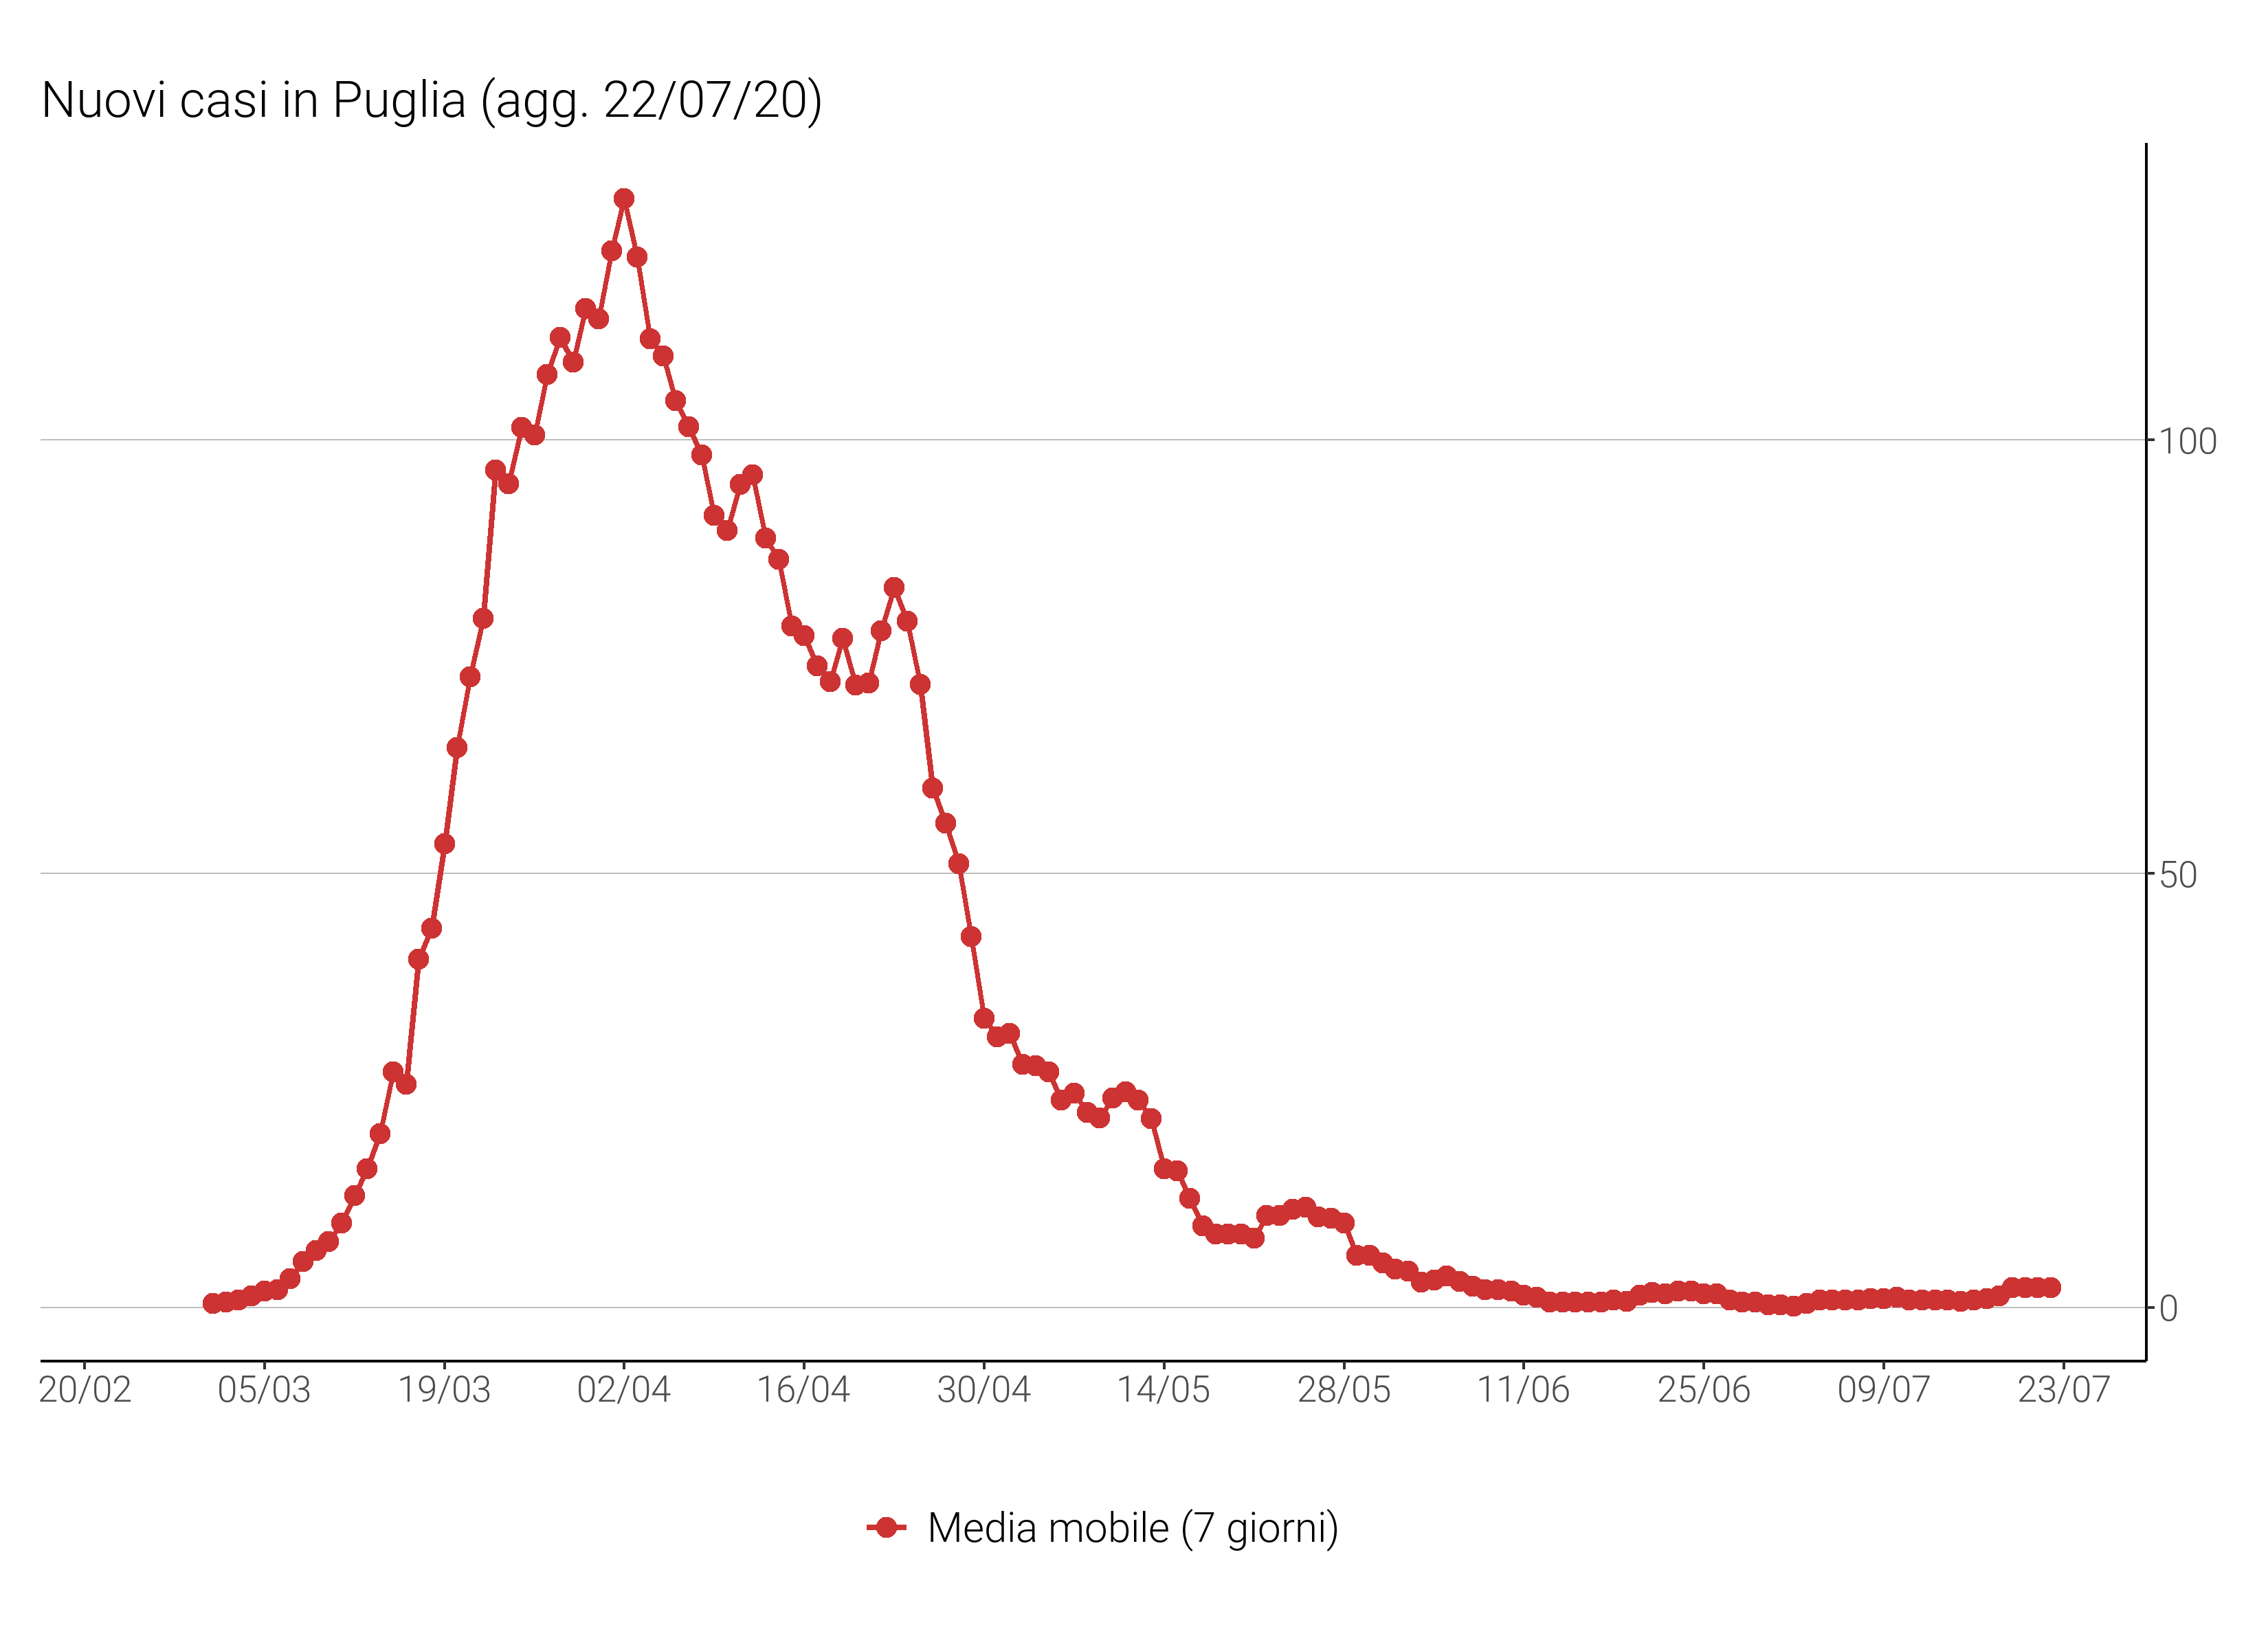 Nuovi casi in Puglia (agg. 22/07/20)
100
50
0
20/02 05/03 19/03 02/04 16/04 30/04 14/05 28/05 11/06 25/06 09/07 23/07
Media mobile (7 giorni)